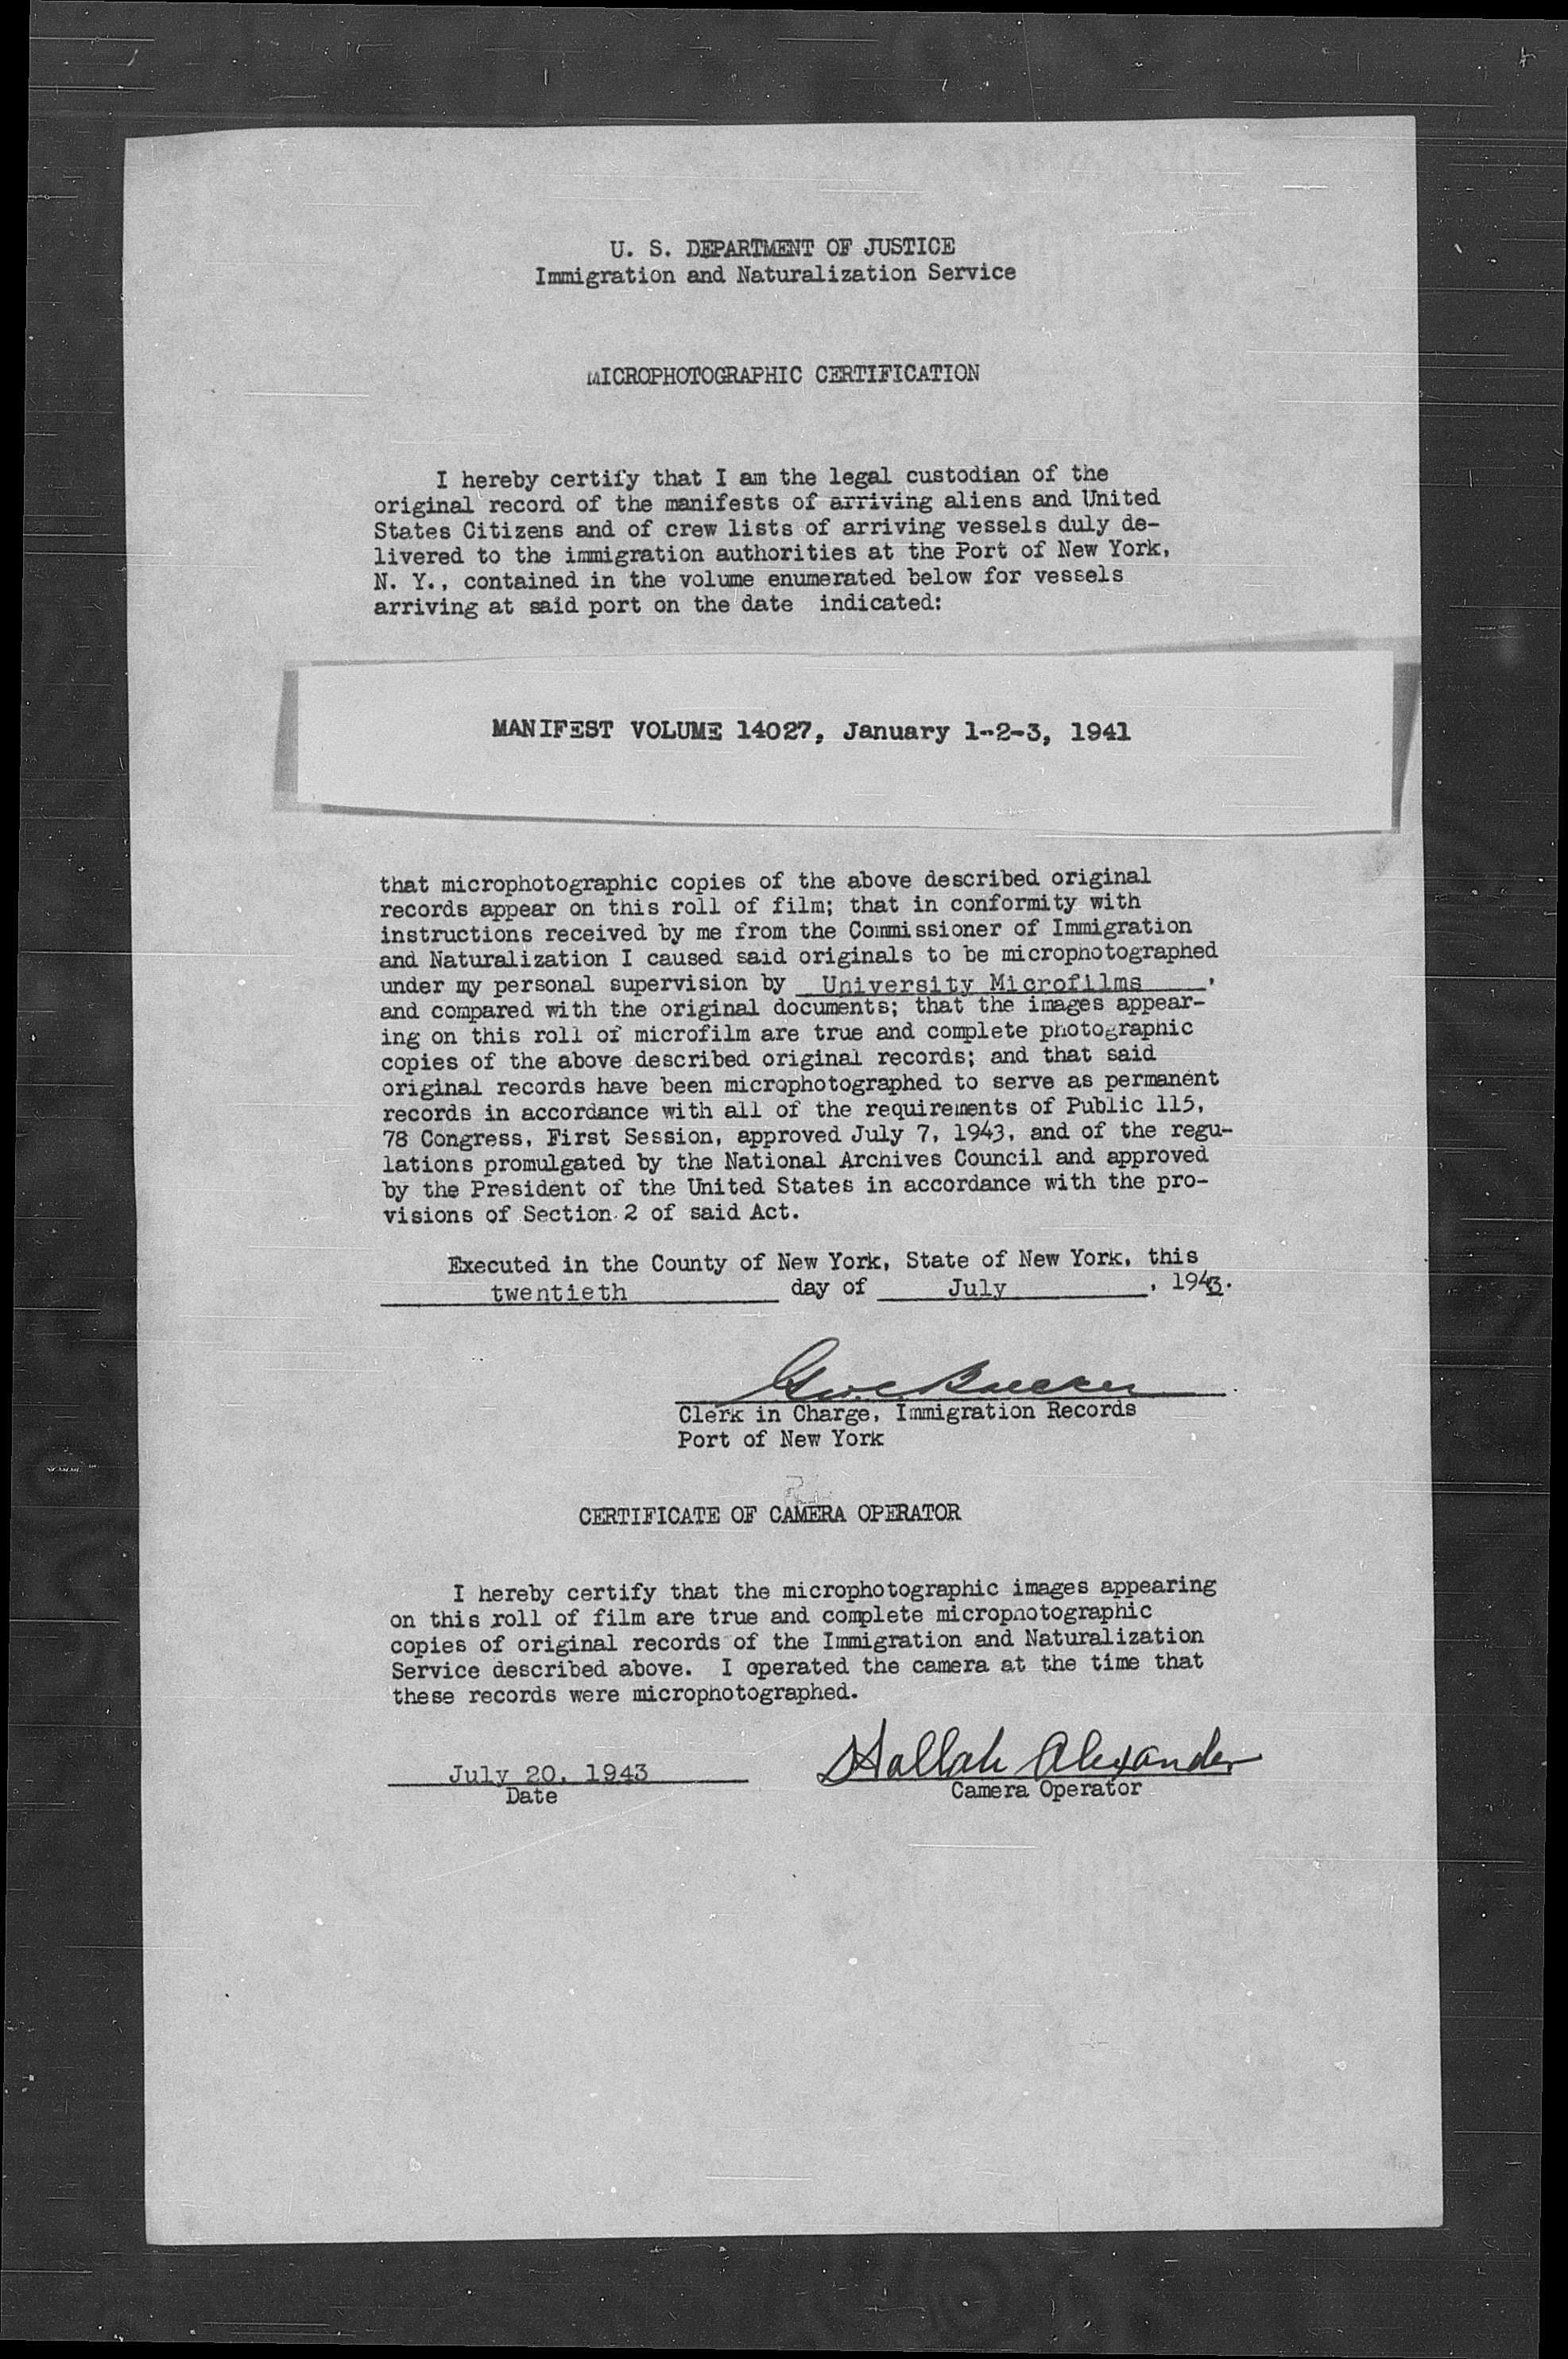 U. S. DEPARTMENT OF JUSTICE
Immigration and Naturalization Service
MICROPHOTOGRAPHIC CERTIFICATION
I hereby certify that I am the legal custodian of the
original record of the manifests of arriving aliens and United
States Citizens and of crew lists of arriving vessels duly de-
livered to the immigration authorities at the Port of New York,
N. Y., contained in the volume enumerated below for vessels
arriving at said port on the date indicated:
MANIFEST VOLUME 14027, January 1-2-3, 1941
that microphotographic copies of the above described original
records appear on this roll of film; that in conformity with
instructions received by me from the Commissioner of Immigration
and Naturalization I caused said originals to be microphotographed
under my personal supervision by University Microfilms,
and compared with the original documents; that the images appear-
ing on this roll of microfilm are true and complete photographic
copies of the above described original records; and that said
original records have been microphotographed to serve as permanent
records in accordance with all of the requirements of Public 115,
78 Congress, First Session, approved July 7, 1943, and of the regu-
lations promulgated by the National Archives Council and approved
by the President of the United States in accordance with the pro-
visions of Section 2 of said Act.
Executed in the County of New York, State of New York, this
twentieth day of July, 1943.
Clerk in Charge, Immigration Records
Port of New York
CERTIFICATE OF CAMERA OPERATOR
I hereby certify that the microphotographic images appearing
on this roll of film are true and complete microphotographic
copies of original records of the Immigration and Naturalization
Service described above. I operated the camera at the time that
these records were microphotographed.
July 20, 1943 Hallah Alexander
Date Camera Operator